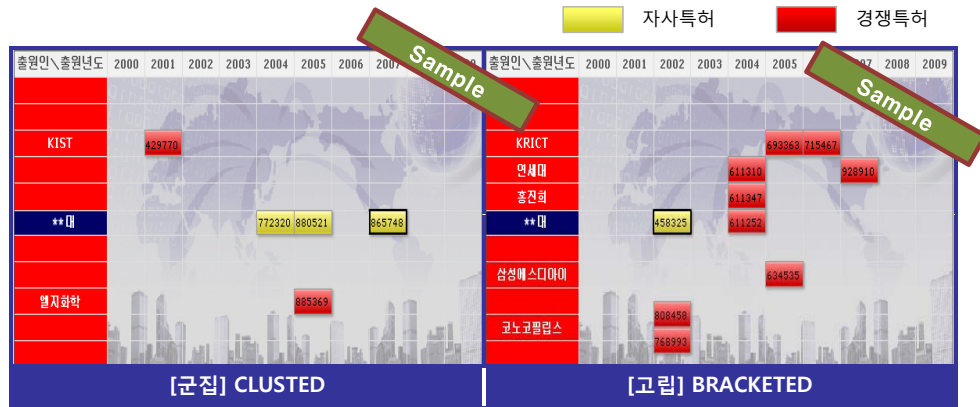 자사특허 경쟁특허
출원인\출원년도 2000 2001 2002 2003 2004 2005 2006 2007
KIST 429770
**대 772320 880521 865748
엘지화학 885369
Sample
[군집] CLUSTED
출원인\출원년도 2000 2001 2002 2003 2004 2005 2007 2008 2009
KRICT 693363 715467
연세대 611310 928910
홍진희 611347
**대 458325 611252
삼성에스디아이 634535
808458
코노코필립스
768993
Sample
[고립] BRACKETED